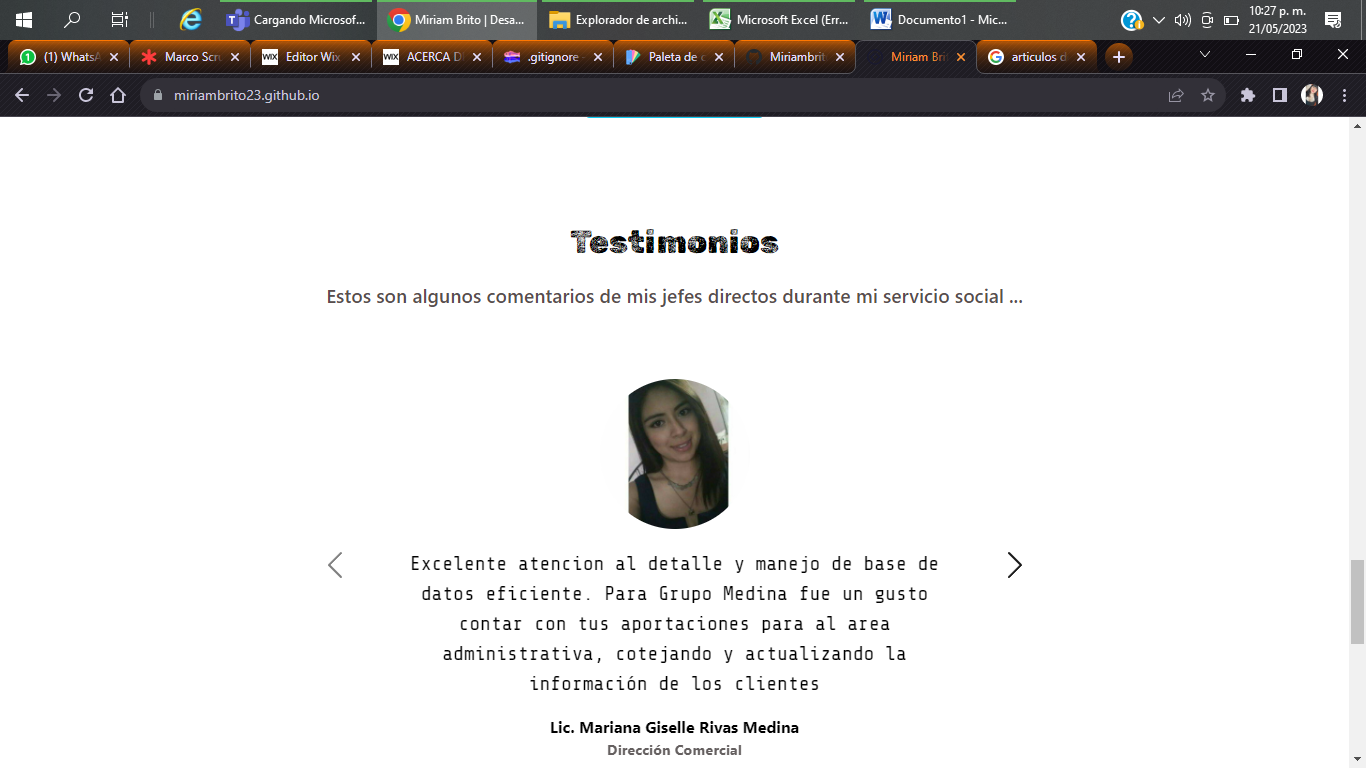 Cargando Microsof...
Miriam Brito | Desa...
Explorador de archi...
Microsoft Excel (Err...
Documento1 - Mic...
10:27 p. m.
21/05/2023
(1) WhatsA
Marco Scru
Editor Wix
ACERCA DE
.gitignore
Paleta de c
Miriambrit
Miriam Brit
articulos d
miriambrito23.github.io
Testimonios
Estos son algunos comentarios de mis jefes directos durante mi servicio social ...
Excelente atencion al detalle y manejo de base de
datos eficiente. Para Grupo Medina fue un gusto
contar con tus aportaciones para al area
administrativa, cotejando y actualizando la
información de los clientes
Lic. Mariana Giselle Rivas Medina
Dirección Comercial